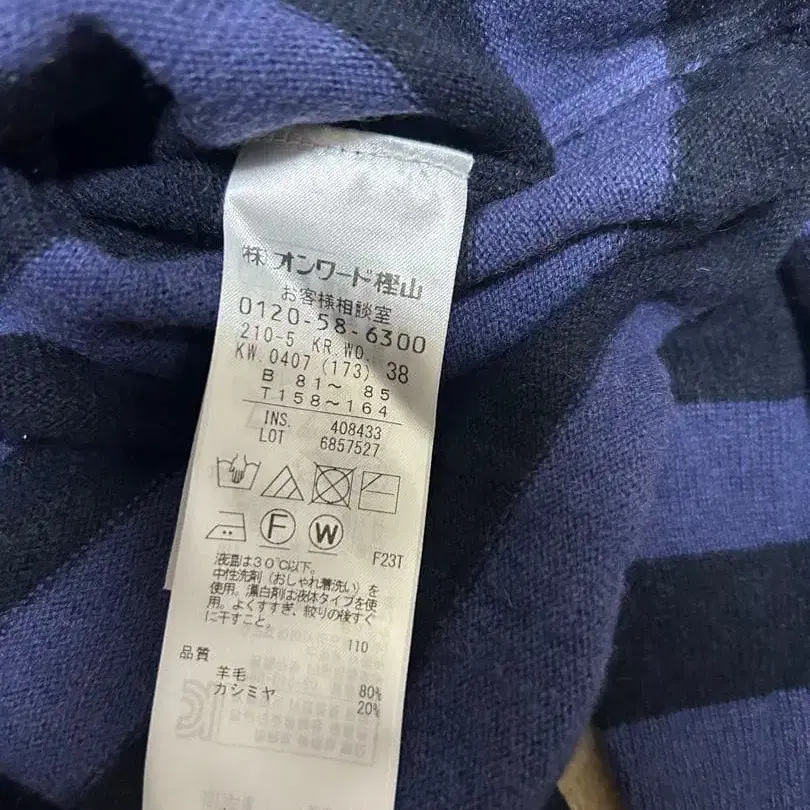 ㈱ オンワード樫山
お客様相談室
0120-58-6300
210-5 KR.WO. 38
KW.0407 (173)
B 81～ 85
T158～164
INS. 408433
LOT 6857527
F W
F23T
液温は30℃以下。
中性洗剤（おしゃれ着洗い）を
使用。漂白剤は液体タイプを使
用。よくすすぎ、絞りの後すぐ
に干すこと。
110
品質
羊毛 80%
カシミヤ 20%